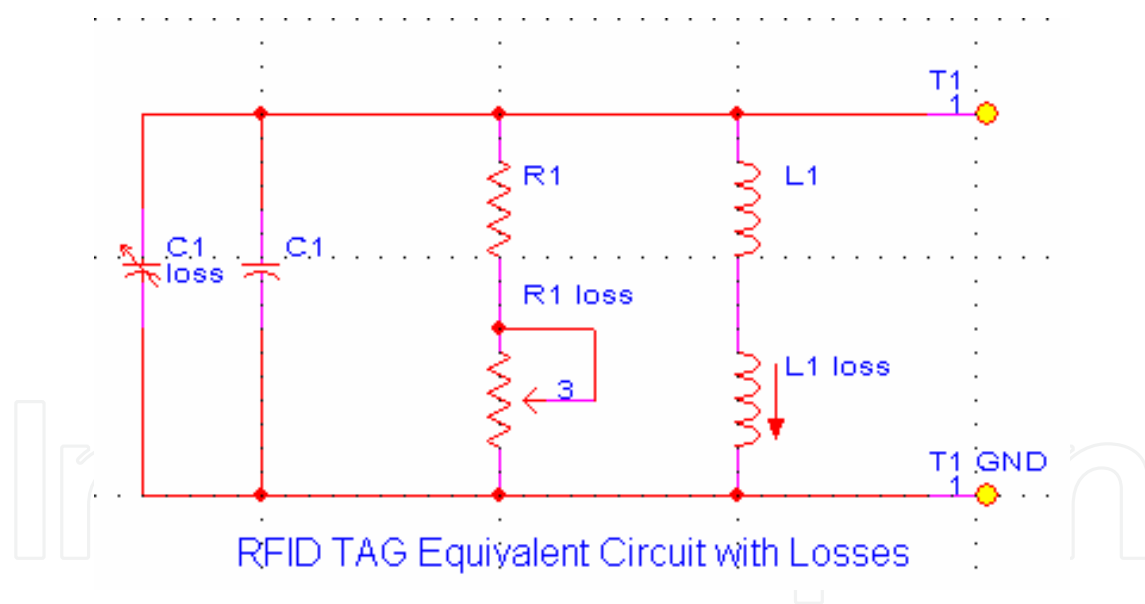 T1
1
R1
L1
C1
loss
C1
R1 loss
3
L1 loss
T1 GND
1
RFID TAG Equivalent Circuit with Losses